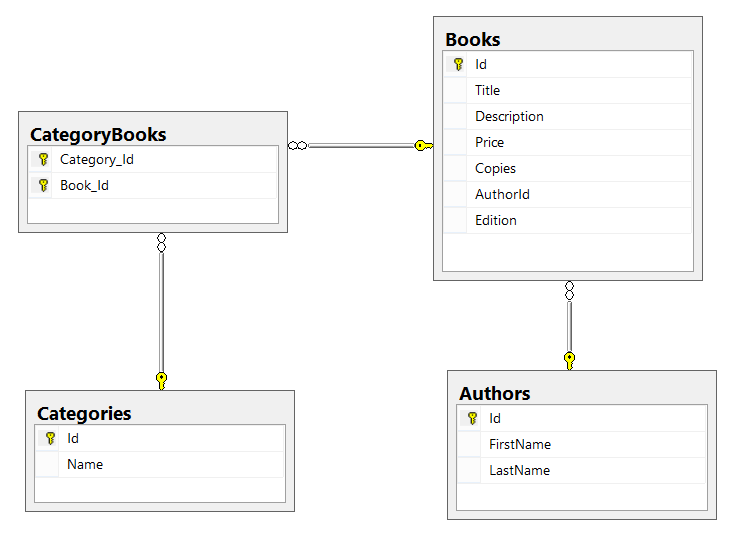 Books
Id
Title
Description
Price
Copies
AuthorId
Edition
CategoryBooks
Category_Id
Book_Id
Categories
Id
Name
Authors
Id
FirstName
LastName